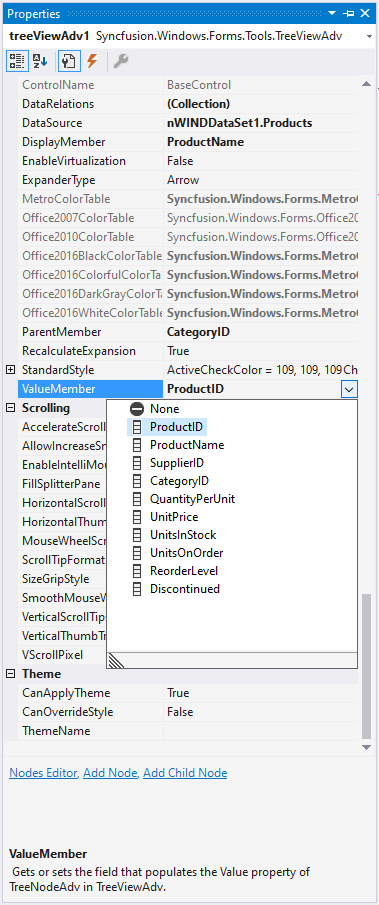 Properties
treeViewAdv1 Syncfusion.Windows.Forms.Tools.TreeViewAdv
ControlName BaseControl
DataRelations (Collection)
DataSource nWINDDataSet1.Products
DisplayMember ProductName
EnableVirtualization False
ExpanderType Arrow
MetroColorTable Syncfusion.Windows.Forms.Metro
Office2007ColorTable Syncfusion.Windows.Forms.Office20
Office2010ColorTable Syncfusion.Windows.Forms.Office20
Office2016BlackColorTable Syncfusion.Windows.Forms.Metro
Office2016ColorfulColorTa Syncfusion.Windows.Forms.Metro
Office2016DarkGrayColorTa Syncfusion.Windows.Forms.Metro
Office2016WhiteColorTable Syncfusion.Windows.Forms.Metro
ParentMember CategoryID
RecalculateExpansion True
StandardStyle ActiveCheckColor = 109, 109, 109Ch
ValueMember ProductID
Scrolling None
AccelerateScroll ProductID
AllowIncreaseSm ProductName
EnableIntelliMou SupplierID
FillSplitterPane CategoryID
HorizontalScroll QuantityPerUnit
HorizontalThum UnitPrice
MouseWheelScr UnitsInStock
ScrollTipFormat UnitsOnOrder
SizeGripStyle ReorderLevel
SmoothMouseW Discontinued
VerticalScrollTips
VerticalThumbTr
VScrollPixel
Theme
CanApplyTheme True
CanOverrideStyle False
ThemeName
Nodes Editor, Add Node, Add Child Node
ValueMember
Gets or sets the field that populates the Value property of
TreeNodeAdv in TreeViewAdv.